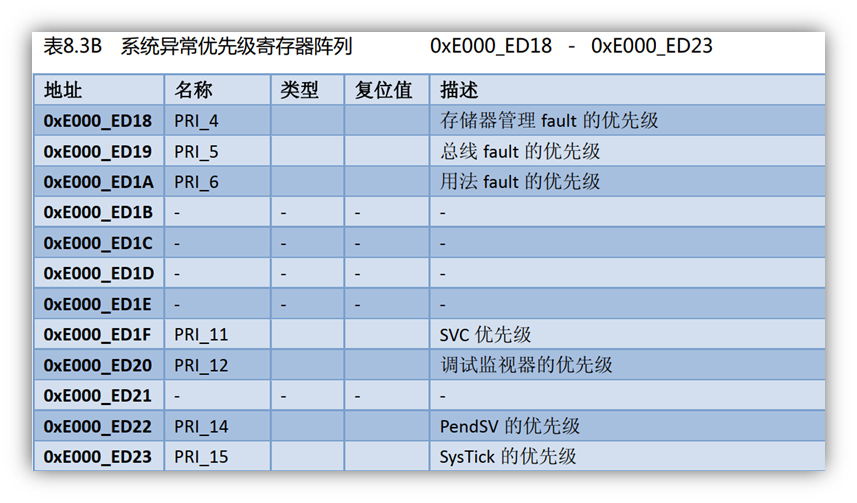 表8.3B 系统异常优先级寄存器阵列 0xE000_ED18 - 0xE000_ED23
地址 名称 类型 复位值 描述
0xE000_ED18 PRI_4 存储器管理 fault 的优先级
0xE000_ED19 PRI_5 总线 fault 的优先级
0xE000_ED1A PRI_6 用法 fault 的优先级
0xE000_ED1B - - - -
0xE000_ED1C - - - -
0xE000_ED1D - - - -
0xE000_ED1E - - - -
0xE000_ED1F PRI_11 SVC 优先级
0xE000_ED20 PRI_12 调试监视器的优先级
0xE000_ED21 - - - -
0xE000_ED22 PRI_14 PendSV 的优先级
0xE000_ED23 PRI_15 SysTick 的优先级